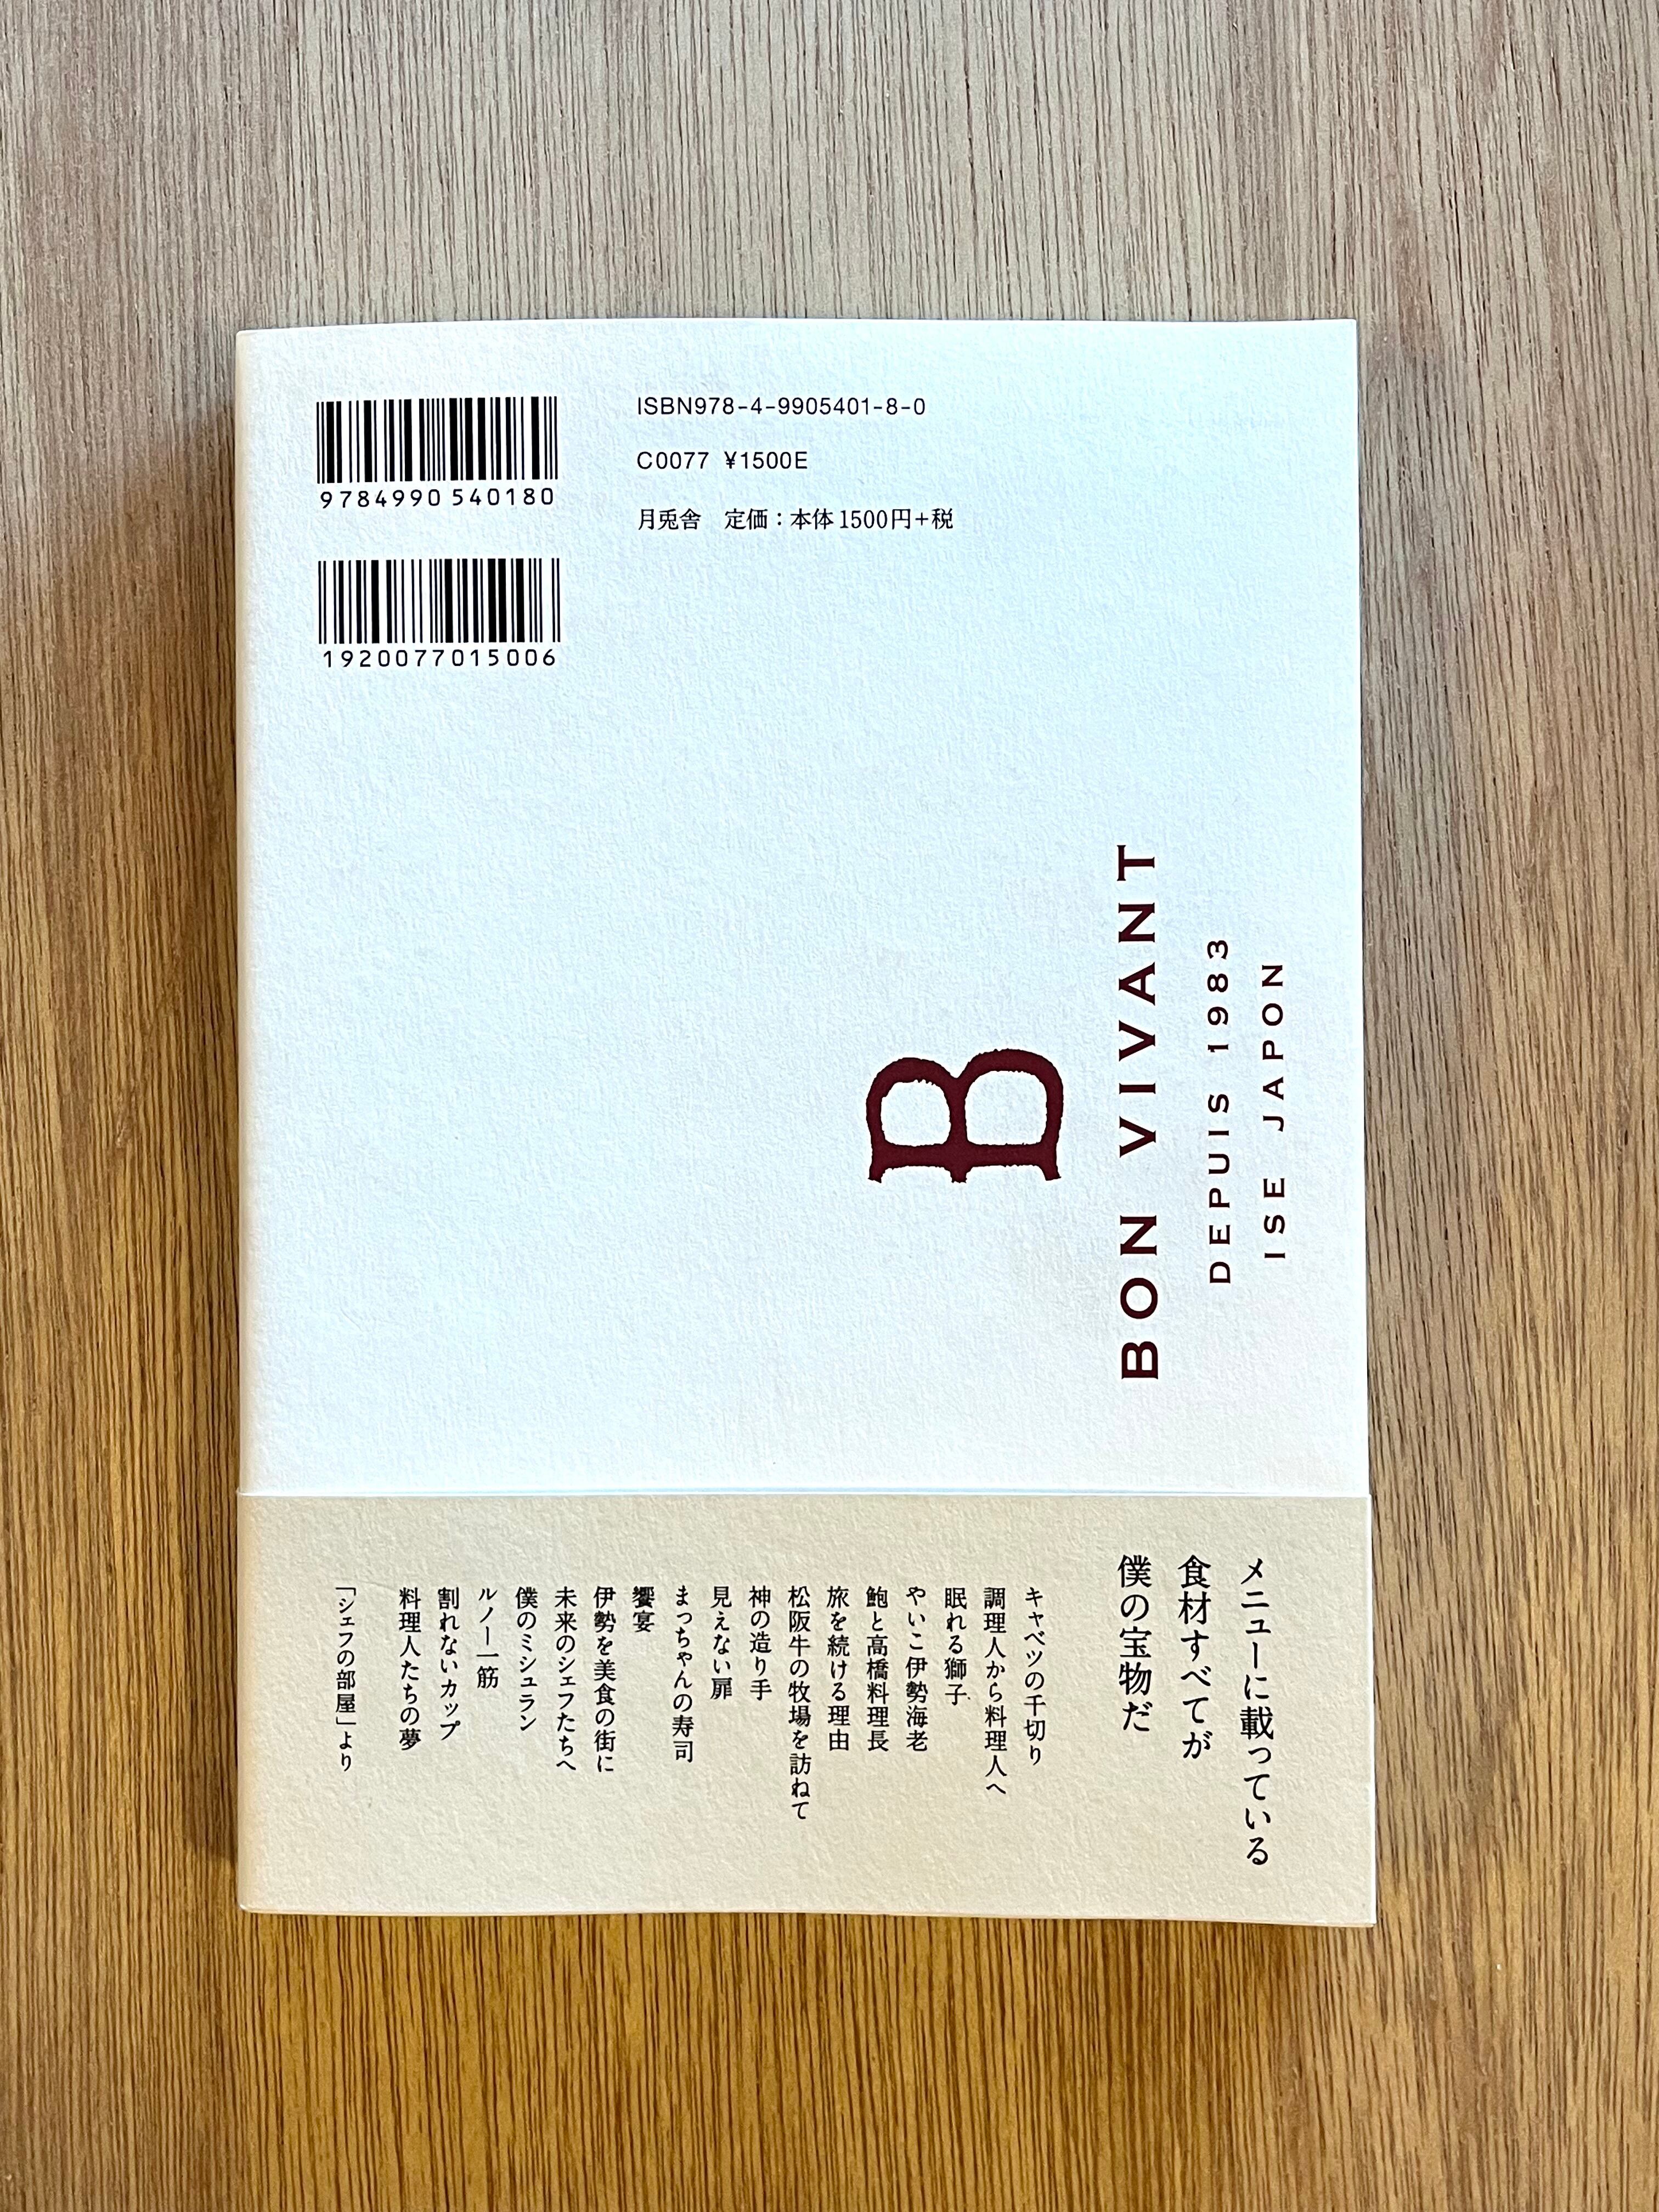 9784990540180
1920077015006
ISBN978-4-9905401-8-0
C0077 ¥1500E
月兎舎 定価：本体1500円＋税
B
BON VIVANT
DEPUIS 1983
ISE JAPON
メニューに載っている
食材すべてが
僕の宝物だ
キャベツの千切り
調理人から料理人へ
眠れる獅子
やいこ伊勢海老
鮑と高橋料理長
旅を続ける理由
松阪牛の牧場を訪ねて
神の造り手
見えない扉
まっちゃんの寿司
饗宴
伊勢を美食の街に
未来のシェフたちへ
僕のミシュラン
ルノー一筋
割れないカップ
料理人たちの夢
「シェフの部屋」より